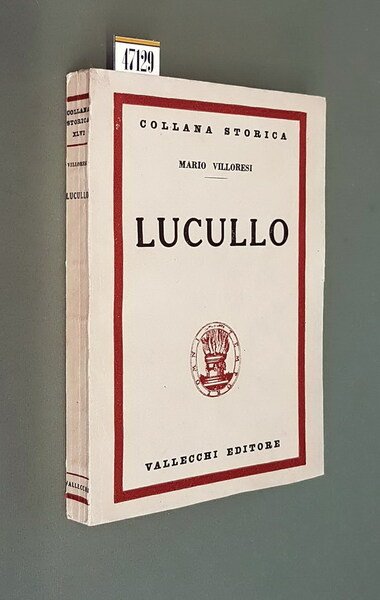 47129
COLLANA
STORICA
XLVI
VILLORESI
LUCULLO
VALLECCHI
COLLANA STORICA
MARIO VILLORESI
LUCULLO
VALLECCHI EDITORE